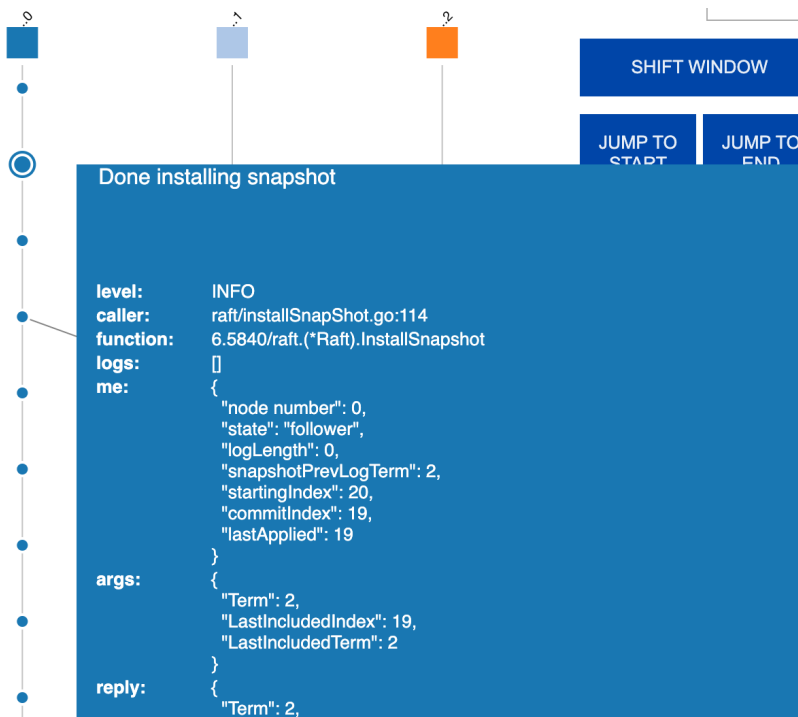 ..0
..1
..2
SHIFT WINDOW
JUMP TO
START
JUMP TO
END
Done installing snapshot
level: INFO
caller: raft/installSnapShot.go:114
function: 6.5840/raft.(*Raft).InstallSnapshot
logs: []
me: {
"node number": 0,
"state": "follower",
"logLength": 0,
"snapshotPrevLogTerm": 2,
"startingIndex": 20,
"commitIndex": 19,
"lastApplied": 19
}
args: {
"Term": 2,
"LastIncludedIndex": 19,
"LastIncludedTerm": 2
}
reply: {
"Term": 2,